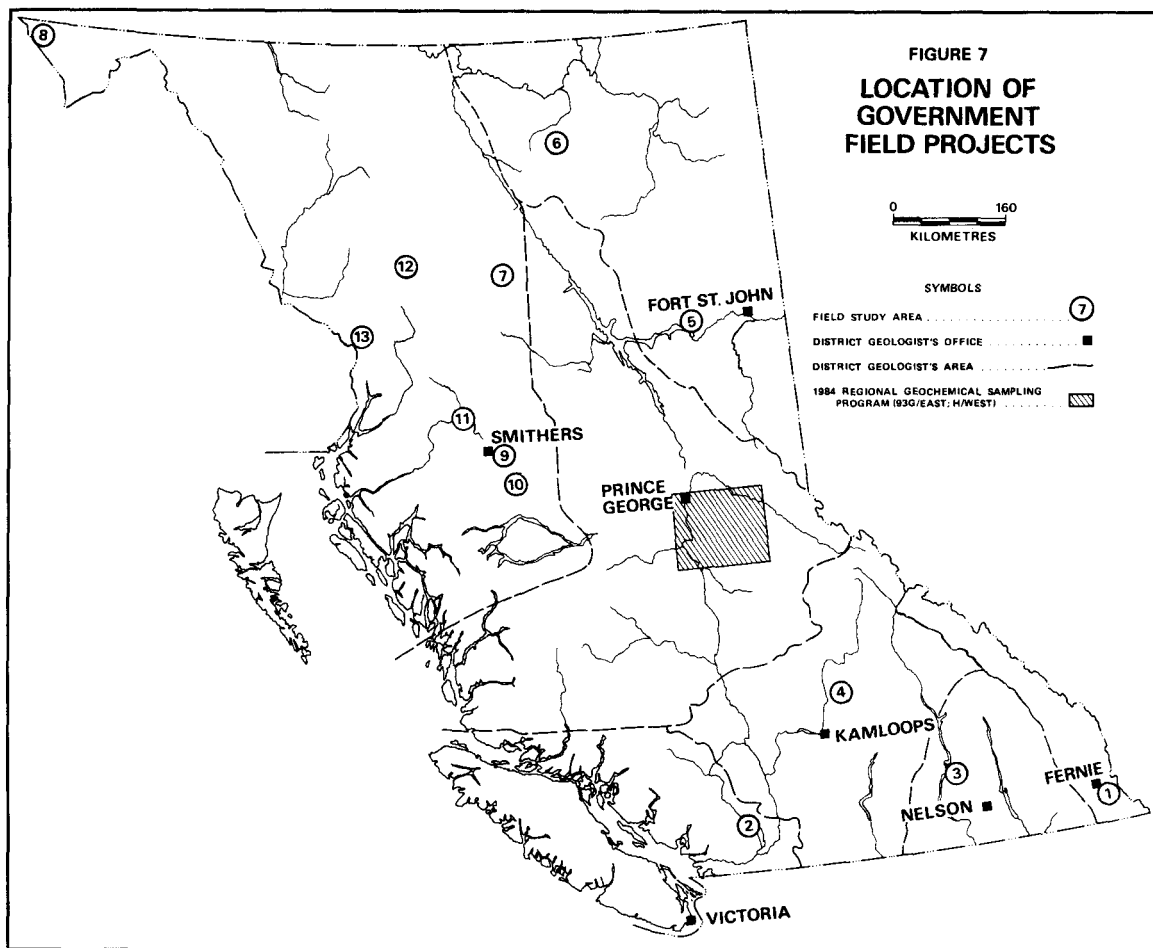 FIGURE 7
LOCATION OF
GOVERNMENT
FIELD PROJECTS
0 160
KILOMETRES
SYMBOLS
FIELD STUDY AREA 7
DISTRICT GEOLOGIST'S OFFICE
DISTRICT GEOLOGIST'S AREA
1984 REGIONAL GEOCHEMICAL SAMPLING
PROGRAM (93G/EAST; H/WEST)
8
6
12
7
FORT ST. JOHN
5
13
11
SMITHERS
9
10
PRINCE
GEORGE
4
KAMLOOPS
3
FERNIE
1
NELSON
2
VICTORIA